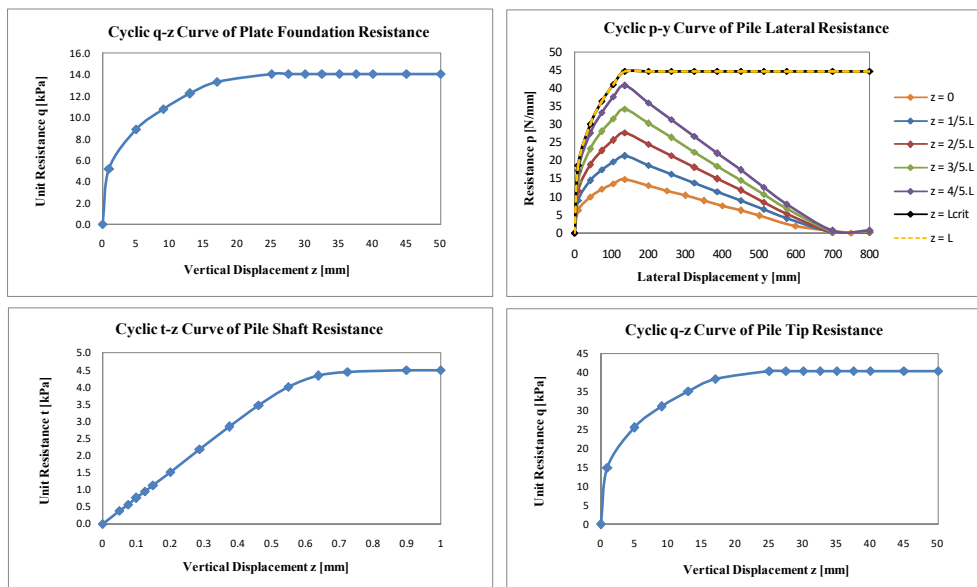 Cyclic q-z Curve of Plate Foundation Resistance
Unit Resistance q [kPa]
16.0
14.0
12.0
10.0
8.0
6.0
4.0
2.0
0.0
0 5 10 15 20 25 30 35 40 45 50
Vertical Displacement z [mm]
Cyclic p-y Curve of Pile Lateral Resistance
Resistance p [N/mm]
50
45
40
35
30
25
20
15
10
5
0
0 100 200 300 400 500 600 700 800
Lateral Displacement y [mm]
z = 0
z = 1/5.L
z = 2/5.L
z = 3/5.L
z = 4/5.L
z = Lcrit
z = L
Cyclic t-z Curve of Pile Shaft Resistance
Unit Resistance t [kPa]
5.0
4.5
4.0
3.5
3.0
2.5
2.0
1.5
1.0
0.5
0.0
0 0.1 0.2 0.3 0.4 0.5 0.6 0.7 0.8 0.9 1
Vertical Displacement z [mm]
Cyclic q-z Curve of Pile Tip Resistance
Unit Resistance q [kPa]
45
40
35
30
25
20
15
10
5
0
0 5 10 15 20 25 30 35 40 45 50
Vertical Displacement z [mm]